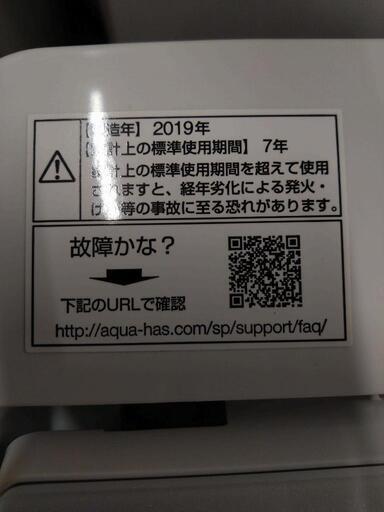 造年】2019年
計上の標準使用期間】 7年
計上の標準使用期間を超えて使用
されますと、経年劣化による発火・
けが等の事故に至る恐れがあります。
故障かな？
下記のURLで確認
http://aqua-has.com/sp/support/faq/